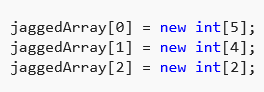 jaggedArray[0] = new int[5];
jaggedArray[1] = new int[4];
jaggedArray[2] = new int[2];